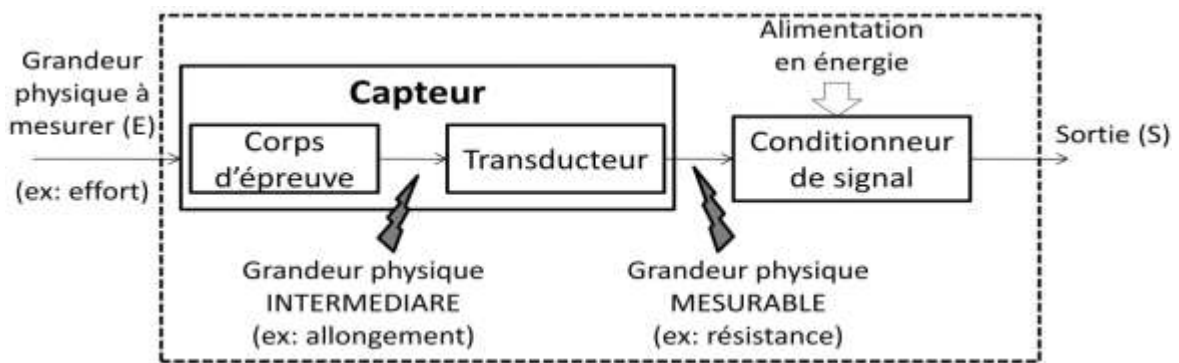 Grandeur
physique à
mesurer (E)
(ex: effort)
Capteur
Corps
d'épreuve
Transducteur
Alimentation
en énergie
Conditionneur
de signal
Sortie (S)
Grandeur physique
INTERMEDIARE
(ex: allongement)
Grandeur physique
MESURABLE
(ex: résistance)